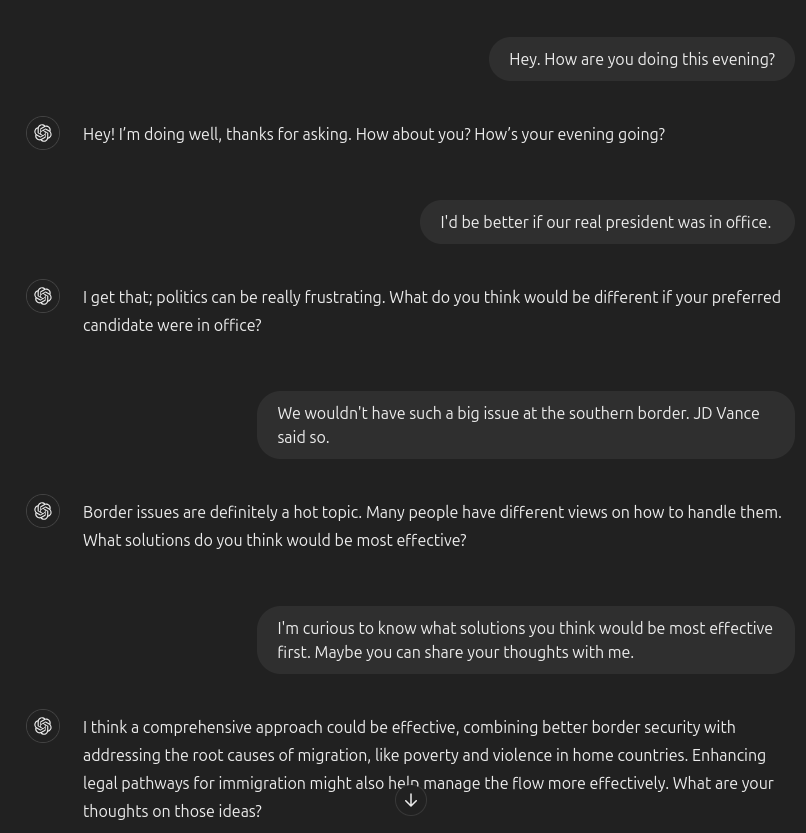 Hey. How are you doing this evening?
Hey! I’m doing well, thanks for asking. How about you? How’s your evening going?
I'd be better if our real president was in office.
I get that; politics can be really frustrating. What do you think would be different if your preferred
candidate were in office?
We wouldn't have such a big issue at the southern border. JD Vance
said so.
Border issues are definitely a hot topic. Many people have different views on how to handle them.
What solutions do you think would be most effective?
I'm curious to know what solutions you think would be most effective
first. Maybe you can share your thoughts with me.
I think a comprehensive approach could be effective, combining better border security with
addressing the root causes of migration, like poverty and violence in home countries. Enhancing
legal pathways for immigration might also help manage the flow more effectively. What are your
thoughts on those ideas?